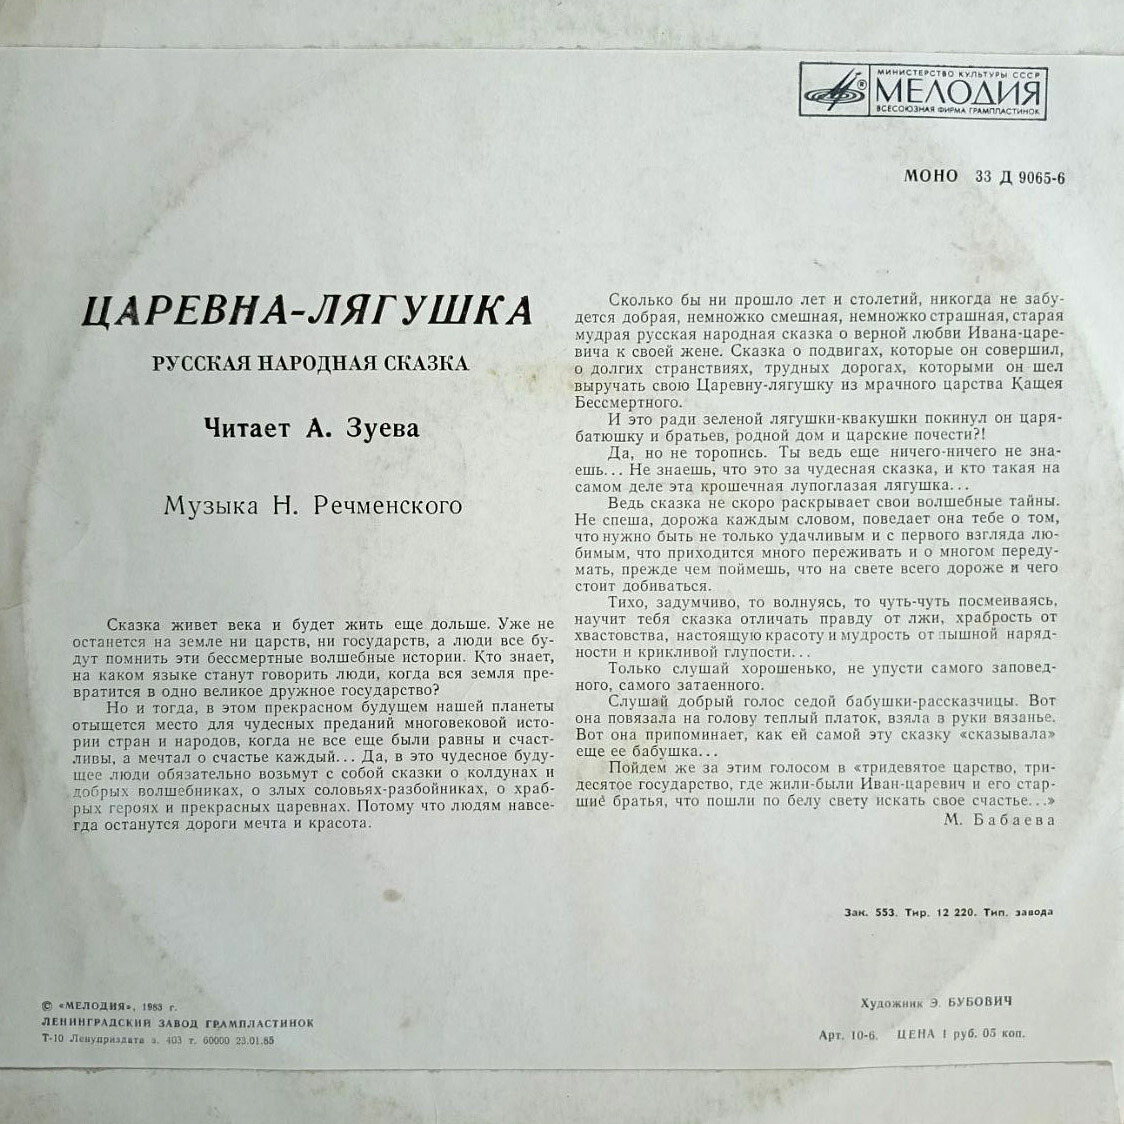 МИНИСТЕРСТВО КУЛЬТУРЫ СССР
МЕЛОДИЯ
ВСЕСОЮЗНАЯ ФИРМА ГРАМПЛАСТИНОК
МОНО 33 Д 9065-6
ЦАРЕВНА-ЛЯГУШКА
РУССКАЯ НАРОДНАЯ СКАЗКА
Читает А. Зуева
Музыка Н. Речменского
Сказка живет века и будет жить еще дольше. Уже не
останется на земле ни царств, ни государств, а люди все бу-
дут помнить эти бессмертные волшебные истории. Кто знает,
на каком языке станут говорить люди, когда вся земля пре-
вратится в одно великое дружное государство?
Но и тогда, в этом прекрасном будущем нашей планеты
отыщется место для чудесных преданий многовековой исто-
рии стран и народов, когда не все еще были равны и счаст-
ливы, а мечтал о счастье каждый... Да, в это чудесное буду-
щее люди обязательно возьмут с собой сказки о колдунах и
добрых волшебниках, о злых соловьях-разбойниках, о храб-
рых героях и прекрасных царевнах. Потому что людям навсе-
гда останутся дороги мечта и красота.
Сколько бы ни прошло лет и столетий, никогда не забу-
дется добрая, немножко смешная, немножко страшная, старая
мудрая русская народная сказка о верной любви Ивана-царе-
вича к своей жене. Сказка о подвигах, которые он совершил,
о долгих странствиях, трудных дорогах, которыми он шел
выручать свою Царевну-лягушку из мрачного царства Кащея
Бессмертного.
И это ради зеленой лягушки-квакушки покинул он царя-
батюшку и братьев, родной дом и царские почести?!
Да, но не торопись. Ты ведь еще ничего-ничего не зна-
ешь... Не знаешь, что это за чудесная сказка, и кто такая на
самом деле эта крошечная лупоглазая лягушка...
Ведь сказка не скоро раскрывает свои волшебные тайны.
Не спеша, дорожа каждым словом, поведает она тебе о том,
что нужно быть не только удачливым и с первого взгляда лю-
бимым, что приходится много переживать и о многом переду-
мать, прежде чем поймешь, что на свете всего дороже и чего
стоит добиваться.
Тихо, задумчиво, то волнуясь, то чуть-чуть посмеиваясь,
научит тебя сказка отличать правду от лжи, храбрость от
хвастовства, настоящую красоту и мудрость от пышной наряд-
ности и крикливой глупости...
Только слушай хорошенько, не упусти самого заповед-
ного, самого затаенного.
Слушай добрый голос седой бабушки-рассказчицы. Вот
она повязала на голову теплый платок, взяла в руки вязанье.
Вот она припоминает, как ей самой эту сказку «сказывала»
еще ее бабушка...
Пойдем же за этим голосом в «тридевятое царство, три-
десятое государство, где жили-были Иван-царевич и его стар-
шие братья, что пошли по белу свету искать свое счастье...»
М. Бабаева
Зак. 553. Тир. 12 220. Тип. завода
© «МЕЛОДИЯ», 1983 г.
ЛЕНИНГРАДСКИЙ ЗАВОД ГРАМПЛАСТИНОК
Т-10 Ленуприздата з. 403 т. 60000 23.01.85
Художник Э. БУБОВИЧ
Арт. 10-6. ЦЕНА 1 руб. 05 коп.